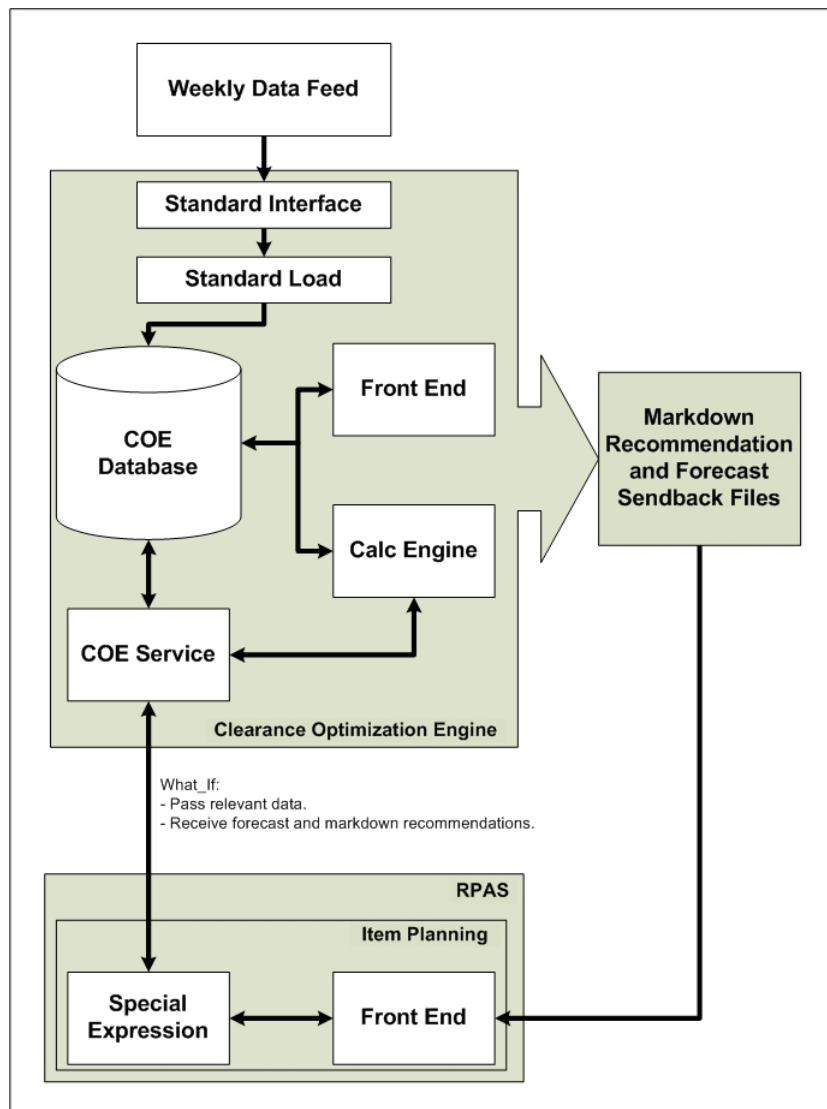 Weekly Data Feed
Standard Interface
Standard Load
COE
Database
Front End
Calc Engine
COE Service
Clearance Optimization Engine
Markdown
Recommendation
and Forecast
Sendback Files
What_If:
- Pass relevant data.
- Receive forecast and markdown recommendations.
RPAS
Item Planning
Special
Expression
Front End